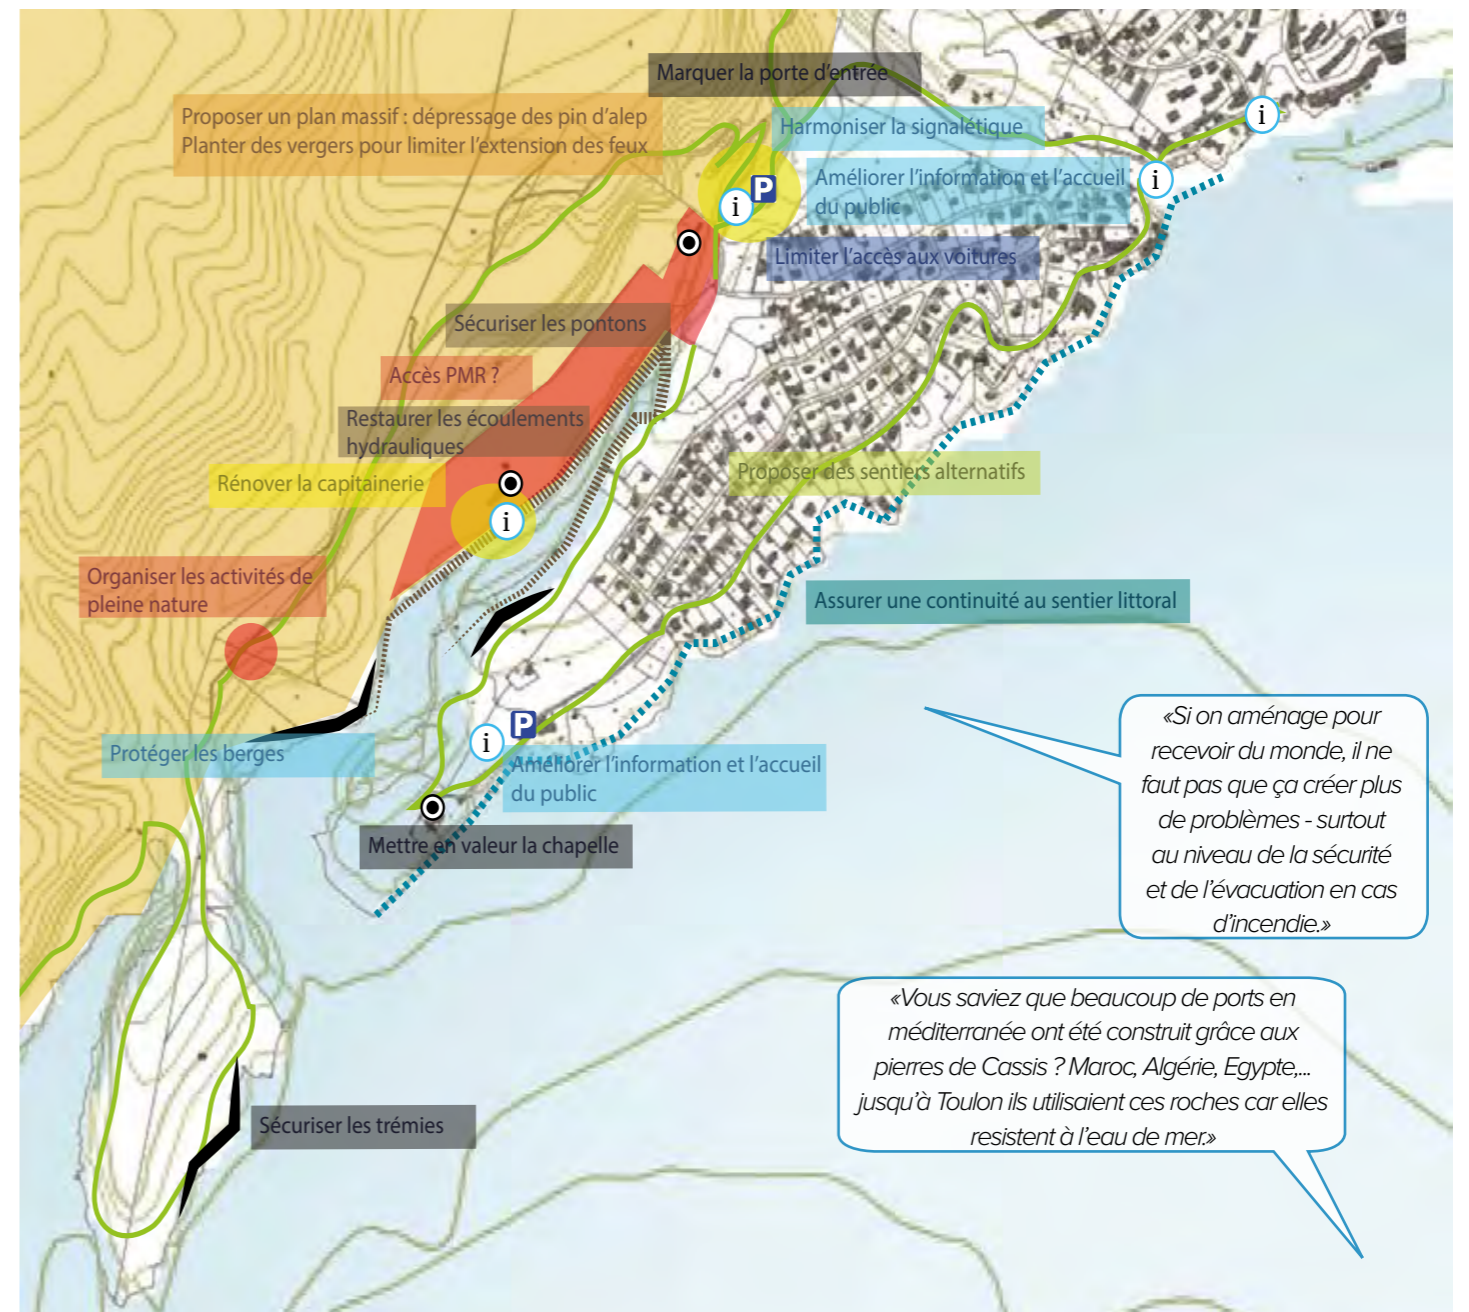 Marquer la porte d'entrée
Proposer un plan massif : dépressage des pin d'alep
Planter des vergers pour limiter l'extension des feux
Harmoniser la signalétique
i
Améliorer l'information et l'accueil
du public
i
P
i
Limiter l'accès aux voitures
Sécuriser les pontons
Accès PMR ?
Restaurer les écoulements
hydrauliques
Rénover la capitainerie
Proposer des sentiers alternatifs
i
Organiser les activités de
pleine nature
Assurer une continuité au sentier littoral
Protéger les berges
P
i
Améliorer l'information et l'accueil
du public
Mettre en valeur la chapelle
«Si on aménage pour
recevoir du monde, il ne
faut pas que ça créer plus
de problèmes - surtout
au niveau de la sécurité
et de l'évacuation en cas
d'incendie.»
«Vous saviez que beaucoup de ports en
méditerranée ont été construit grâce aux
pierres de Cassis ? Maroc, Algérie, Egypte,...
jusqu'à Toulon ils utilisaient ces roches car elles
resistent à l'eau de mer.»
Sécuriser les trémies